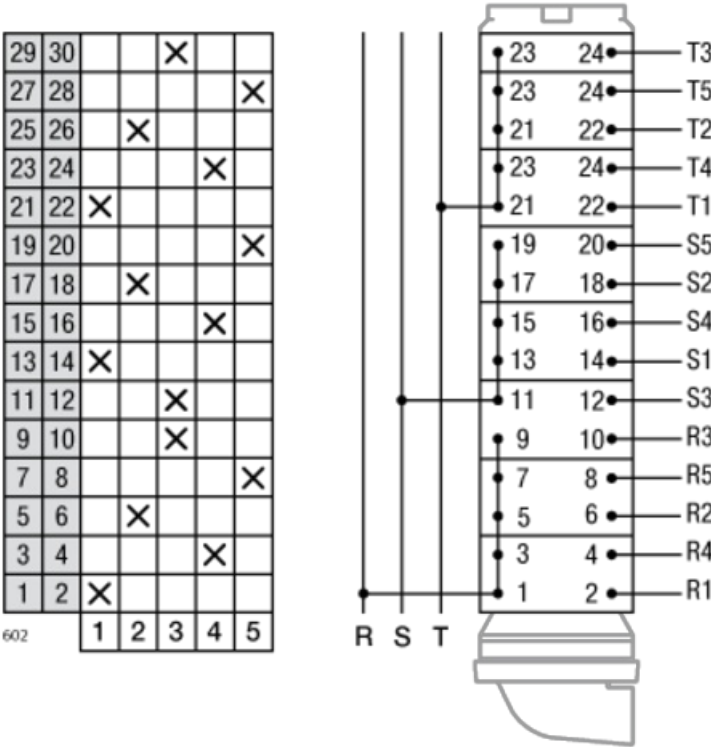 29 30 X 23 24 T3
27 28 X 23 24 T5
25 26 X 21 22 T2
23 24 X 23 24 T4
21 22 X 21 22 T1
19 20 X 19 20 S5
17 18 X 17 18 S2
15 16 X 15 16 S4
13 14 X 13 14 S1
11 12 X 11 12 S3
9 10 X 9 10 R3
7 8 X 7 8 R5
5 6 X 5 6 R2
3 4 X 3 4 R4
1 2 X 1 2 R1
602 1 2 3 4 5 R S T